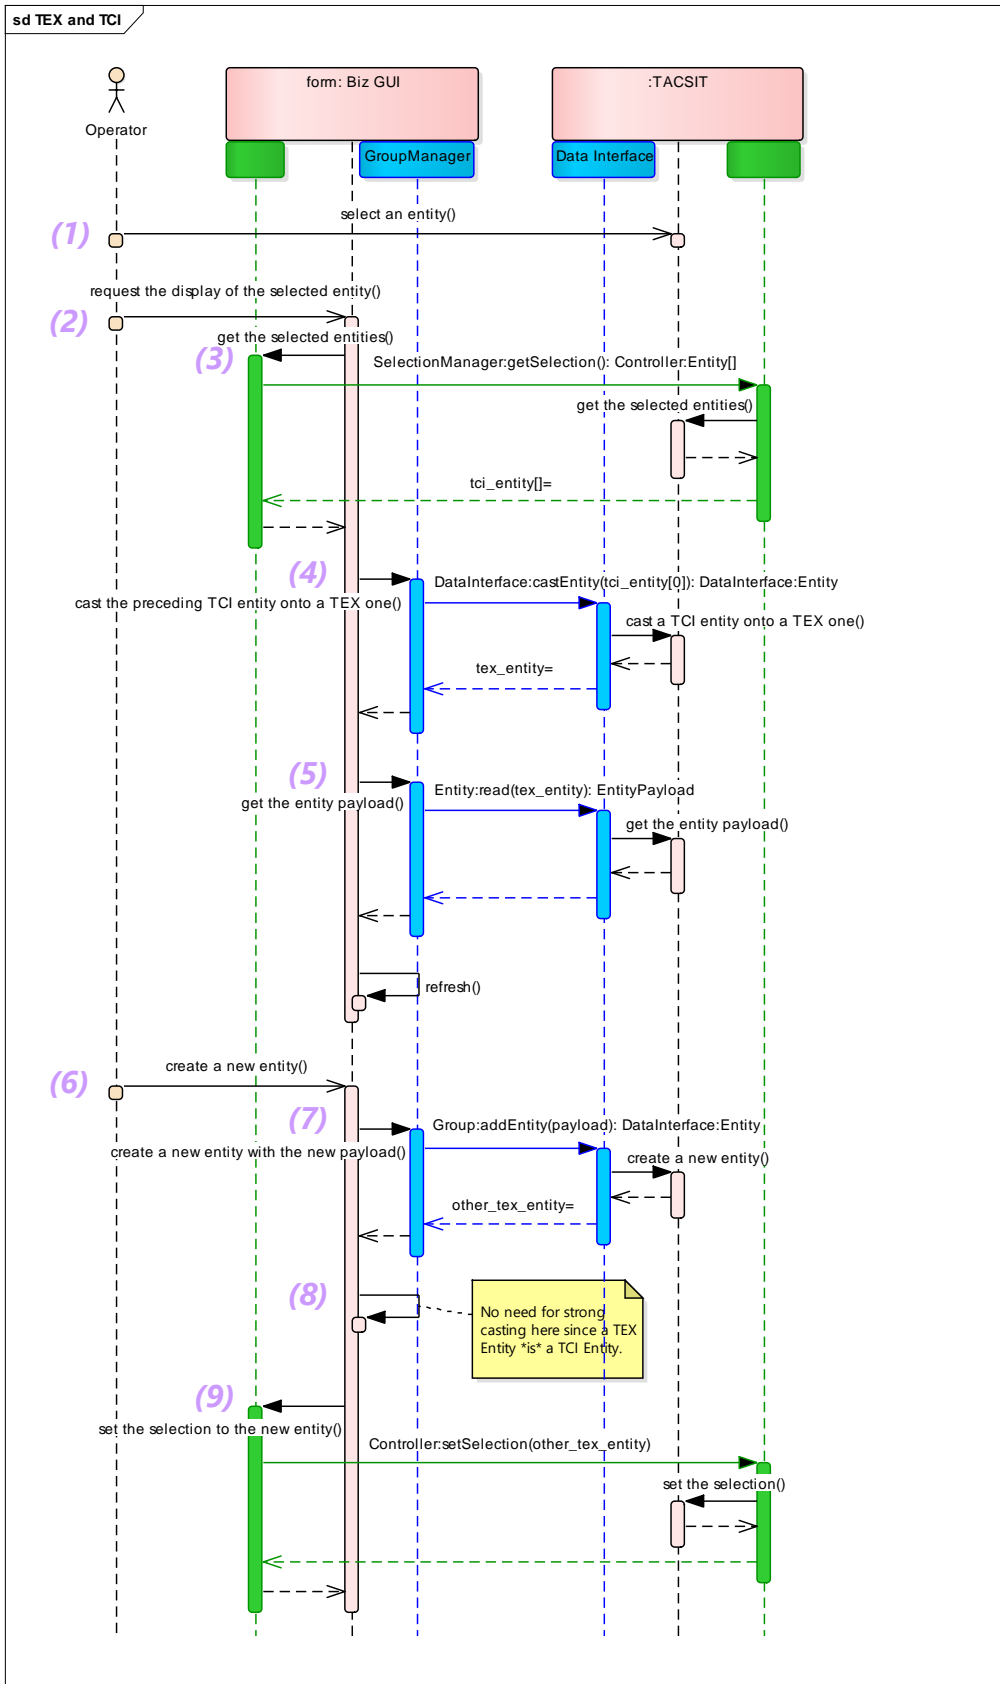 sd TEX and TCI
form: Biz GUI
:TACSIT
Operator
GroupManager
Data Interface
select an entity()
(1)
request the display of the selected entity()
(2)
get the selected entities()
(3)
SelectionManager:getSelection(): Controller:Entity[]
get the selected entities()
tci_entity[]=
(4)
DataInterface:castEntity(tci_entity[0]): DataInterface:Entity
cast the preceding TCI entity onto a TEX one()
cast a TCI entity onto a TEX one()
tex_entity=
(5)
Entity:read(tex_entity): EntityPayload
get the entity payload()
get the entity payload()
refresh()
create a new entity()
(6)
(7)
Group:addEntity(payload): DataInterface:Entity
create a new entity with the new payload()
create a new entity()
other_tex_entity=
(8)
No need for strong
casting here since a TEX
Entity *is* a TCI Entity.
(9)
set the selection to the new entity()
Controller:setSelection(other_tex_entity)
set the selection()